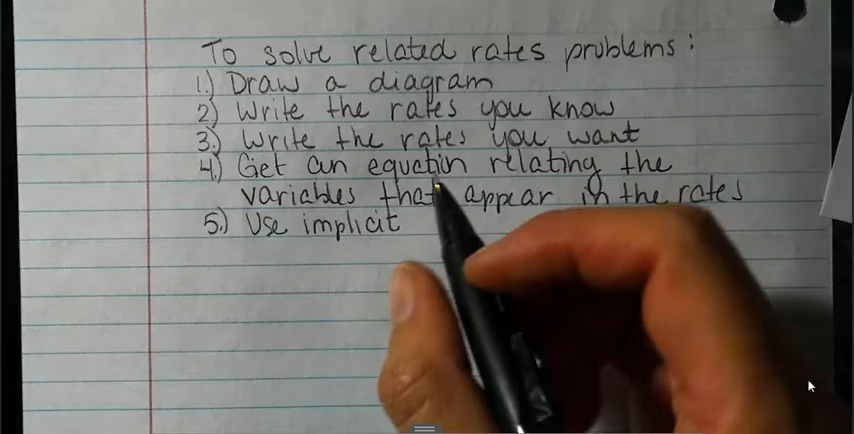 To solve related rates problems:
1.) Draw a diagram
2.) Write the rates you know
3.) Write the rates you want
4.) Get an equatin relating the
variables that appear in the rates
5.) Use implicit